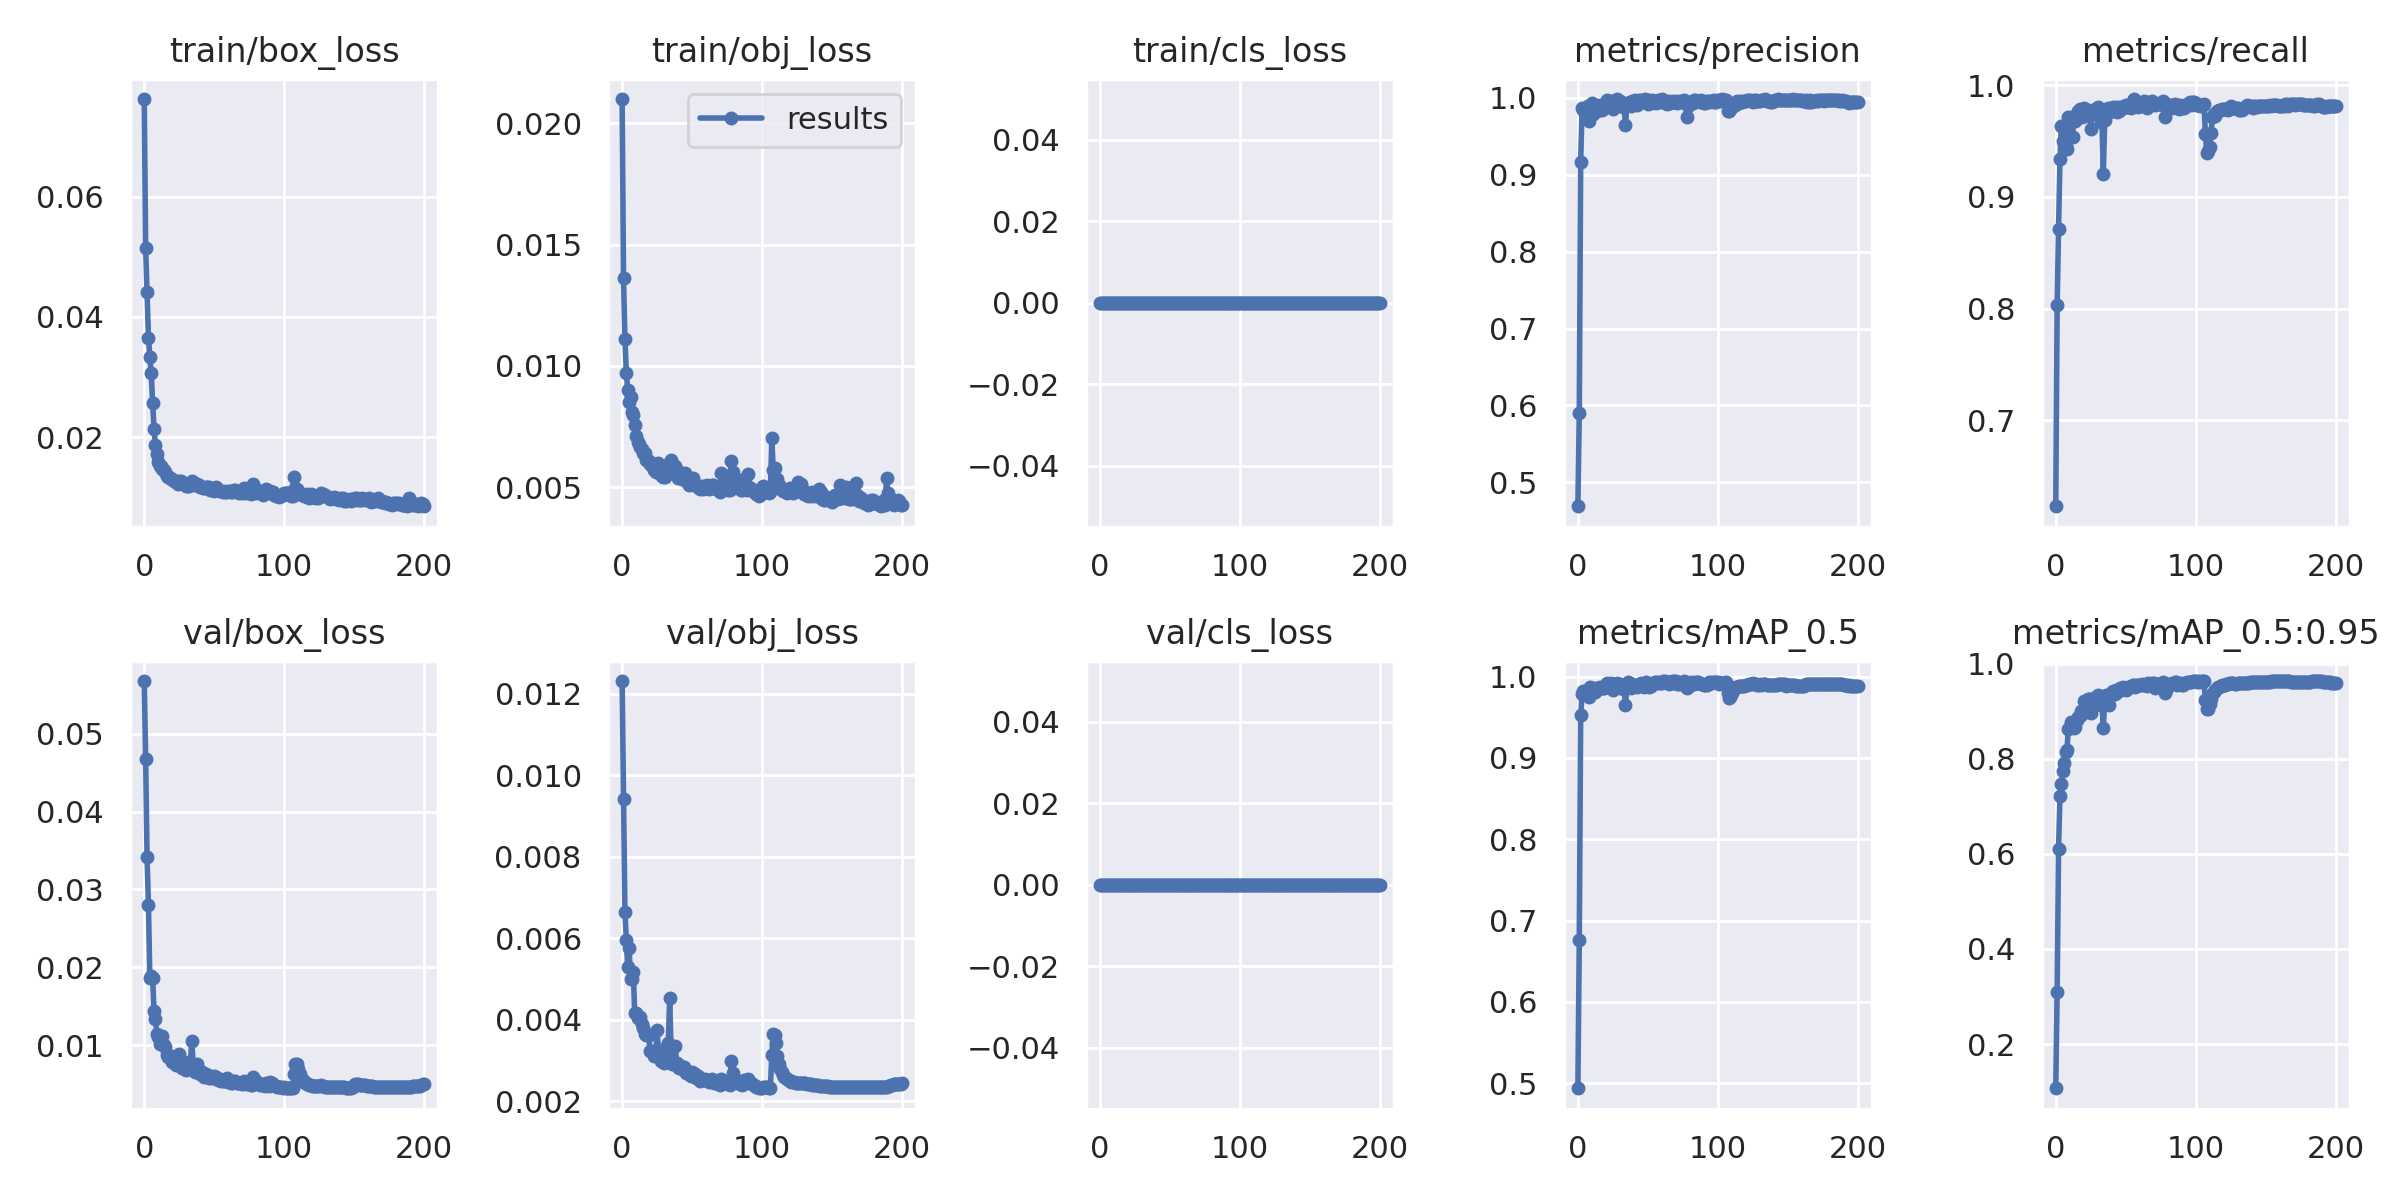 train/box_loss
0.06
0.04
0.02
0 100 200
train/obj_loss
results
0.020
0.015
0.010
0.005
0 100 200
train/cls_loss
0.04
0.02
0.00
−0.02
−0.04
0 100 200
metrics/precision
1.0
0.9
0.8
0.7
0.6
0.5
0 100 200
metrics/recall
1.0
0.9
0.8
0.7
0 100 200
val/box_loss
0.05
0.04
0.03
0.02
0.01
0 100 200
val/obj_loss
0.012
0.010
0.008
0.006
0.004
0.002
0 100 200
val/cls_loss
0.04
0.02
0.00
−0.02
−0.04
0 100 200
metrics/mAP_0.5
1.0
0.9
0.8
0.7
0.6
0.5
0 100 200
metrics/mAP_0.5:0.95
1.0
0.8
0.6
0.4
0.2
0 100 200